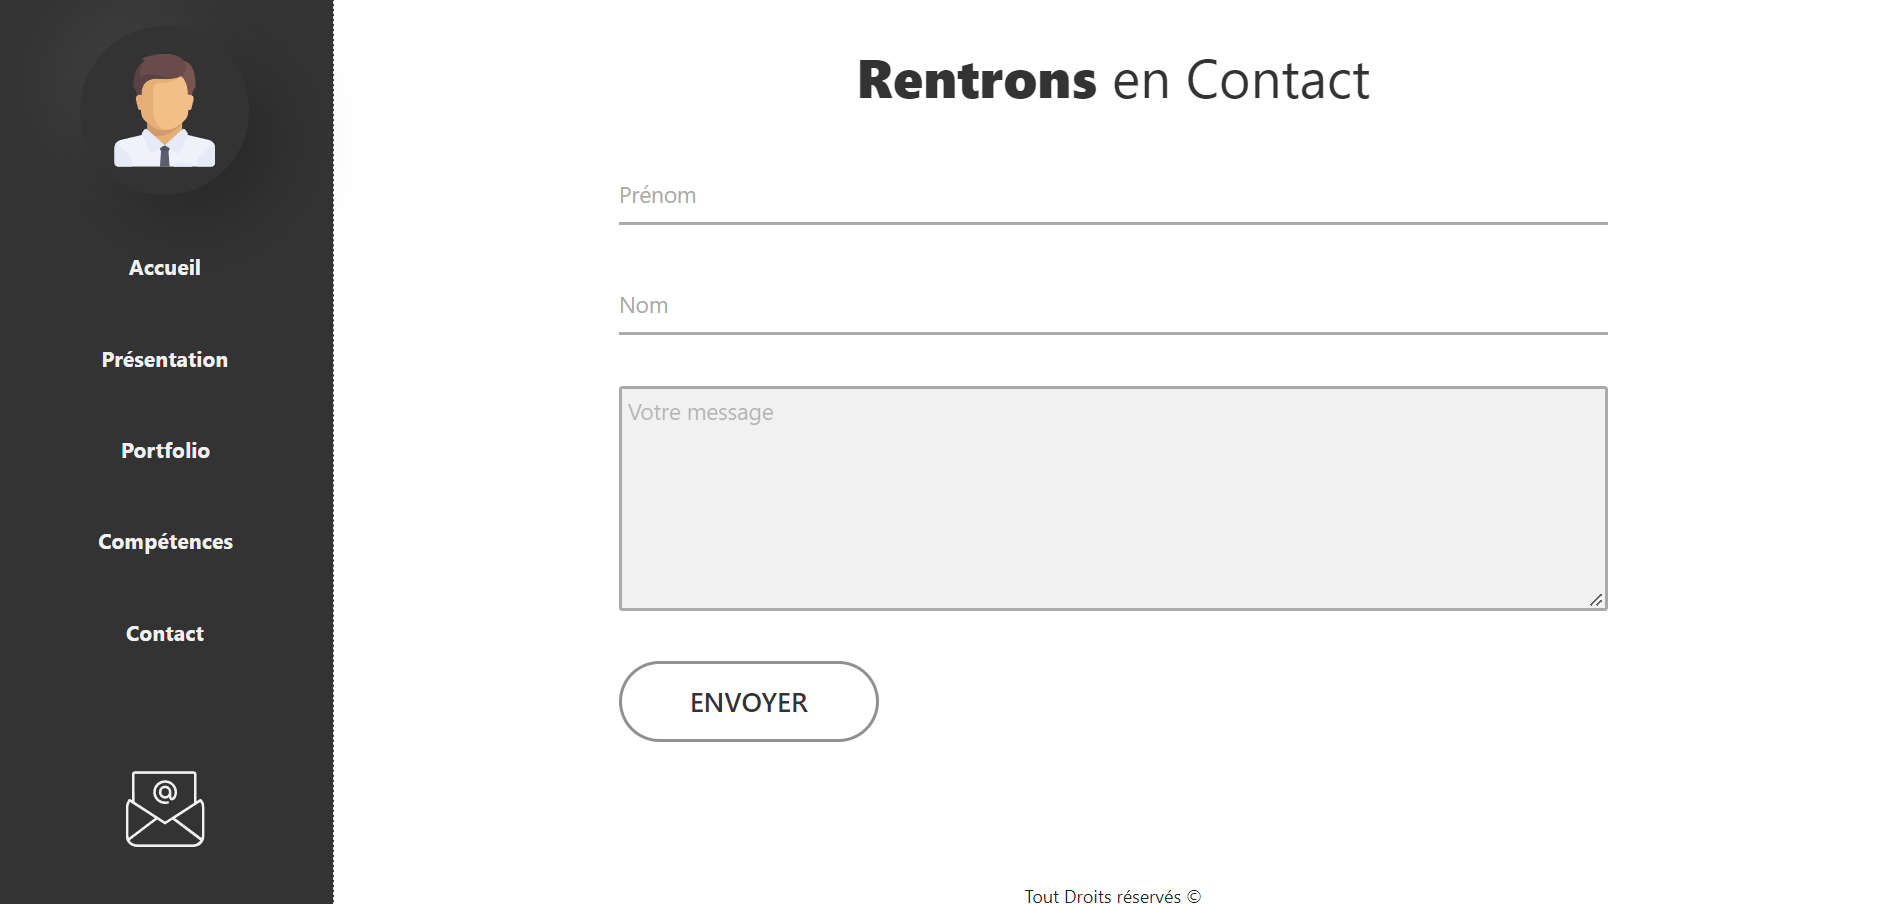 Accueil
Présentation
Portfolio
Compétences
Contact
@
Rentrons en Contact
Prénom
Nom
Votre message
ENVOYER
Tout Droits réservés ©